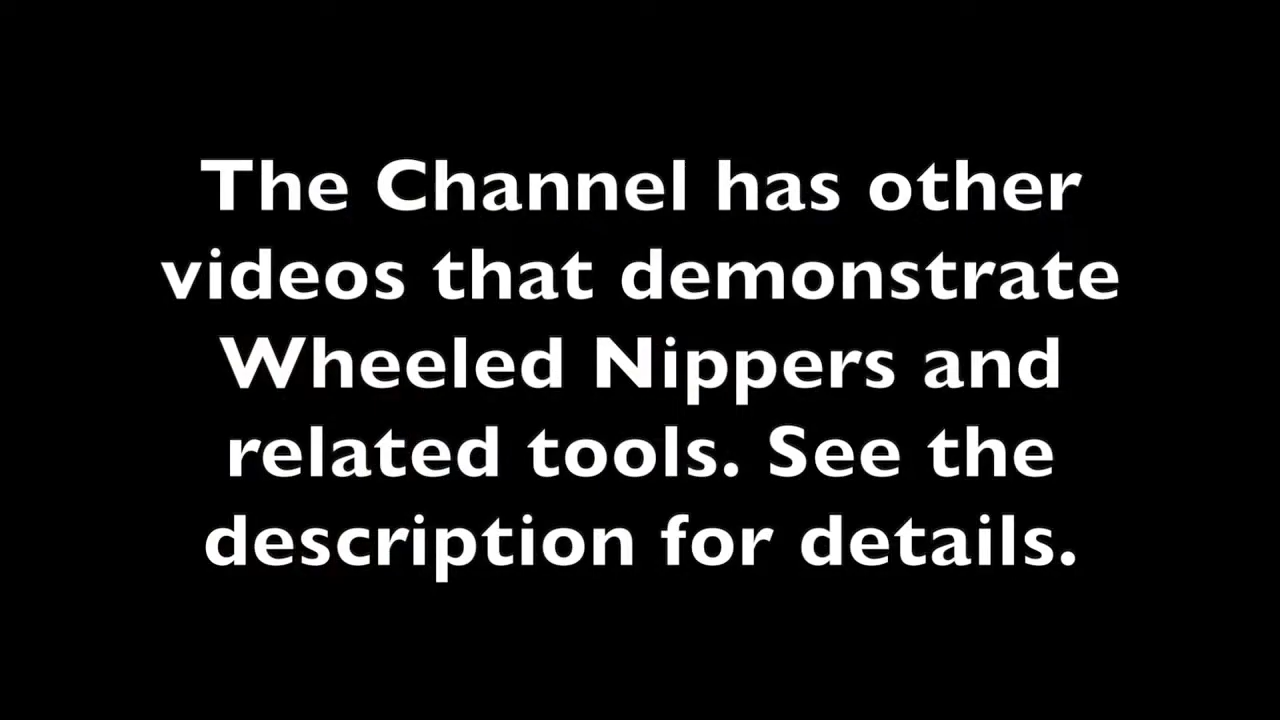 The Channel has other
videos that demonstrate
Wheeled Nippers and
related tools. See the
description for details.